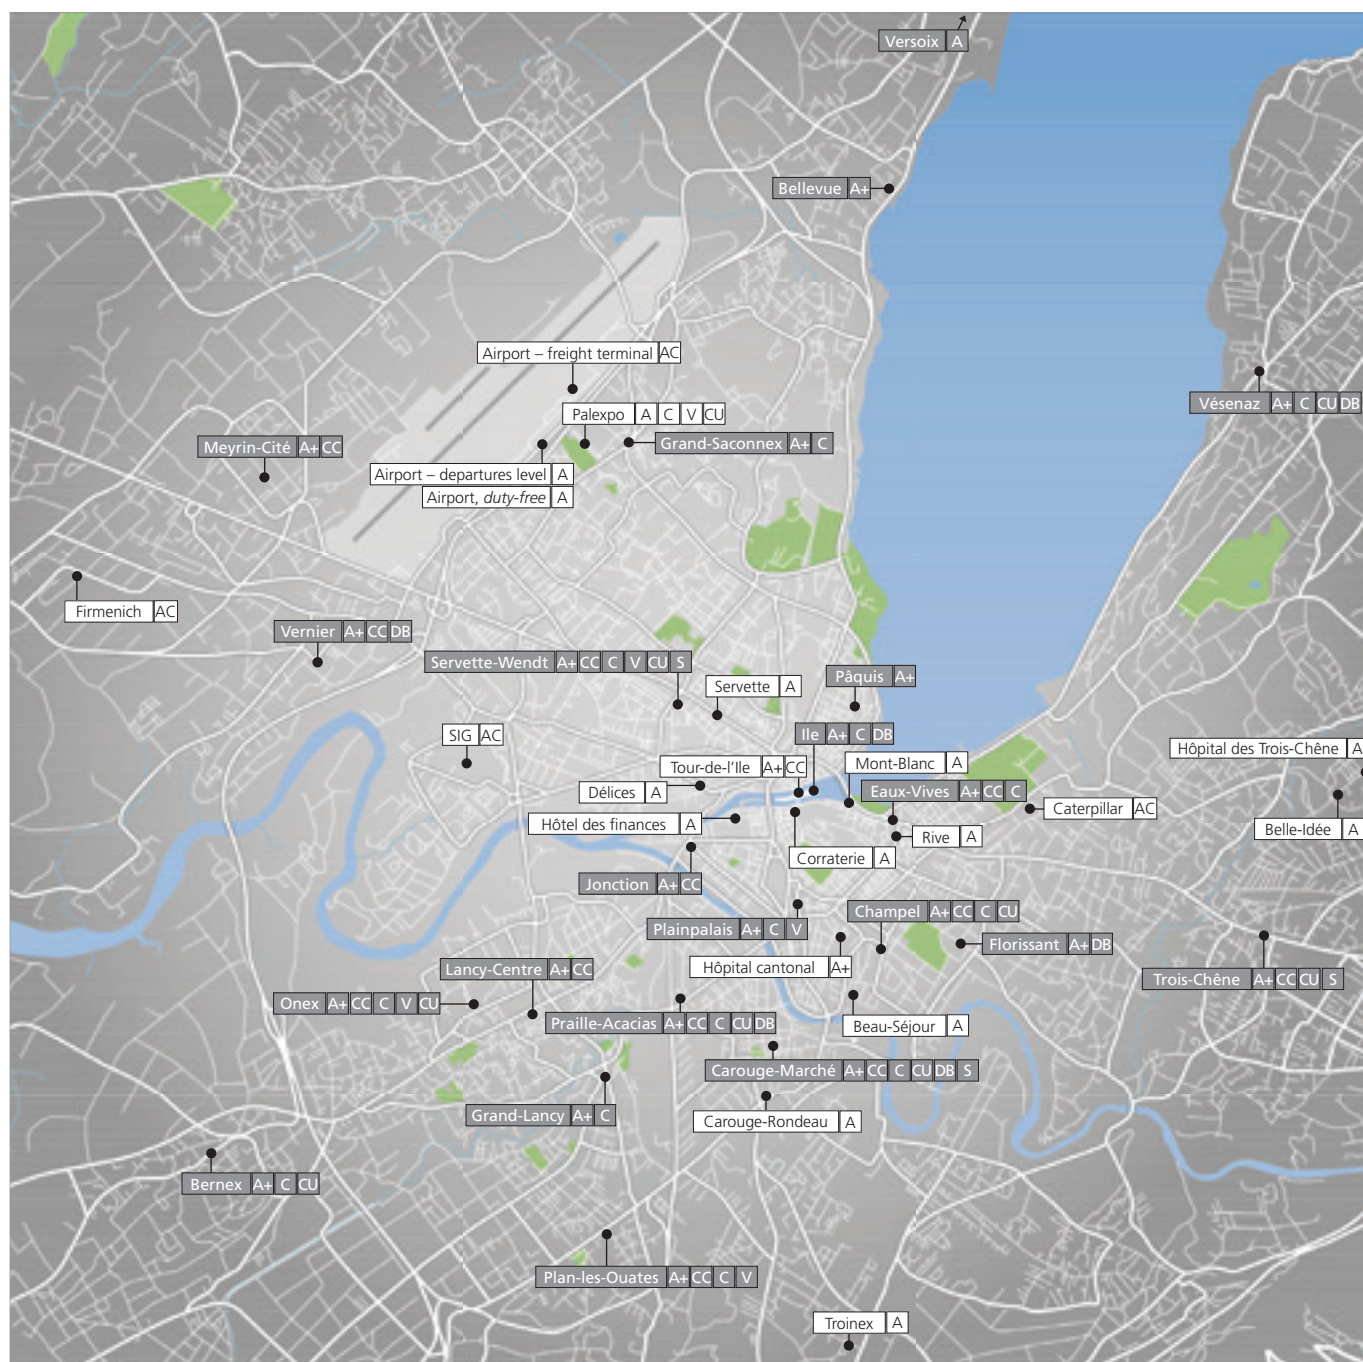 Versoix A
Bellevue A+
Airport – freight terminal AC
Vésenaz A+ C CU DB
Palexpo A C V CU
Meyrin-Cité A+ CC
Grand-Saconnex A+ C
Airport – departures level A
Airport, duty-free A
Firmenich AC
Vernier A+ CC DB
Servette-Wendt A+ CC C V CU S
Servette A
Pâquis A+
SIG AC
Ile A+ C DB
Hôpital des Trois-Chêne A
Tour-de-l'Ile A+ CC
Mont-Blanc A
Délices A
Eaux-Vives A+ CC C
Caterpillar AC
Hôtel des finances A
Belle-Idée A
Rive A
Corraterie A
Jonction A+ CC
Champel A+ CC C CU
Plainpalais A+ C V
Florissant A+ DB
Hôpital cantonal A+
Lancy-Centre A+ CC
Trois-Chêne A+ CC CU S
Onex A+ CC C V CU
Praille-Acacias A+ CC C CU DB
Beau-Séjour A
Carouge-Marché A+ CC C CU DB S
Grand-Lancy A+ C
Carouge-Rondeau A
Bernex A+ C CU
Plan-les-Ouates A+ CC C V
Troinex A